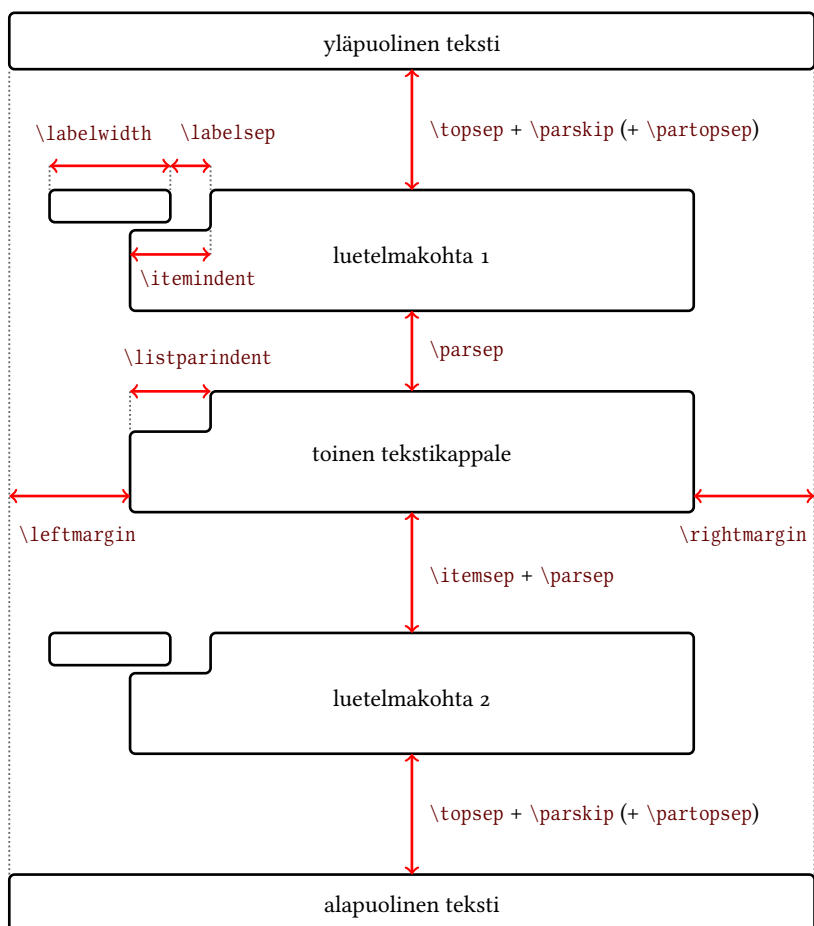 yläpuolinen teksti
\topsep + \parskip (+ \partopsep)
\labelwidth \labelsep
luetelmakohta 1
\itemindent
\parsep
\listparindent
toinen tekstikappale
\leftmargin \rightmargin
\itemsep + \parsep
luetelmakohta 2
\topsep + \parskip (+ \partopsep)
alapuolinen teksti